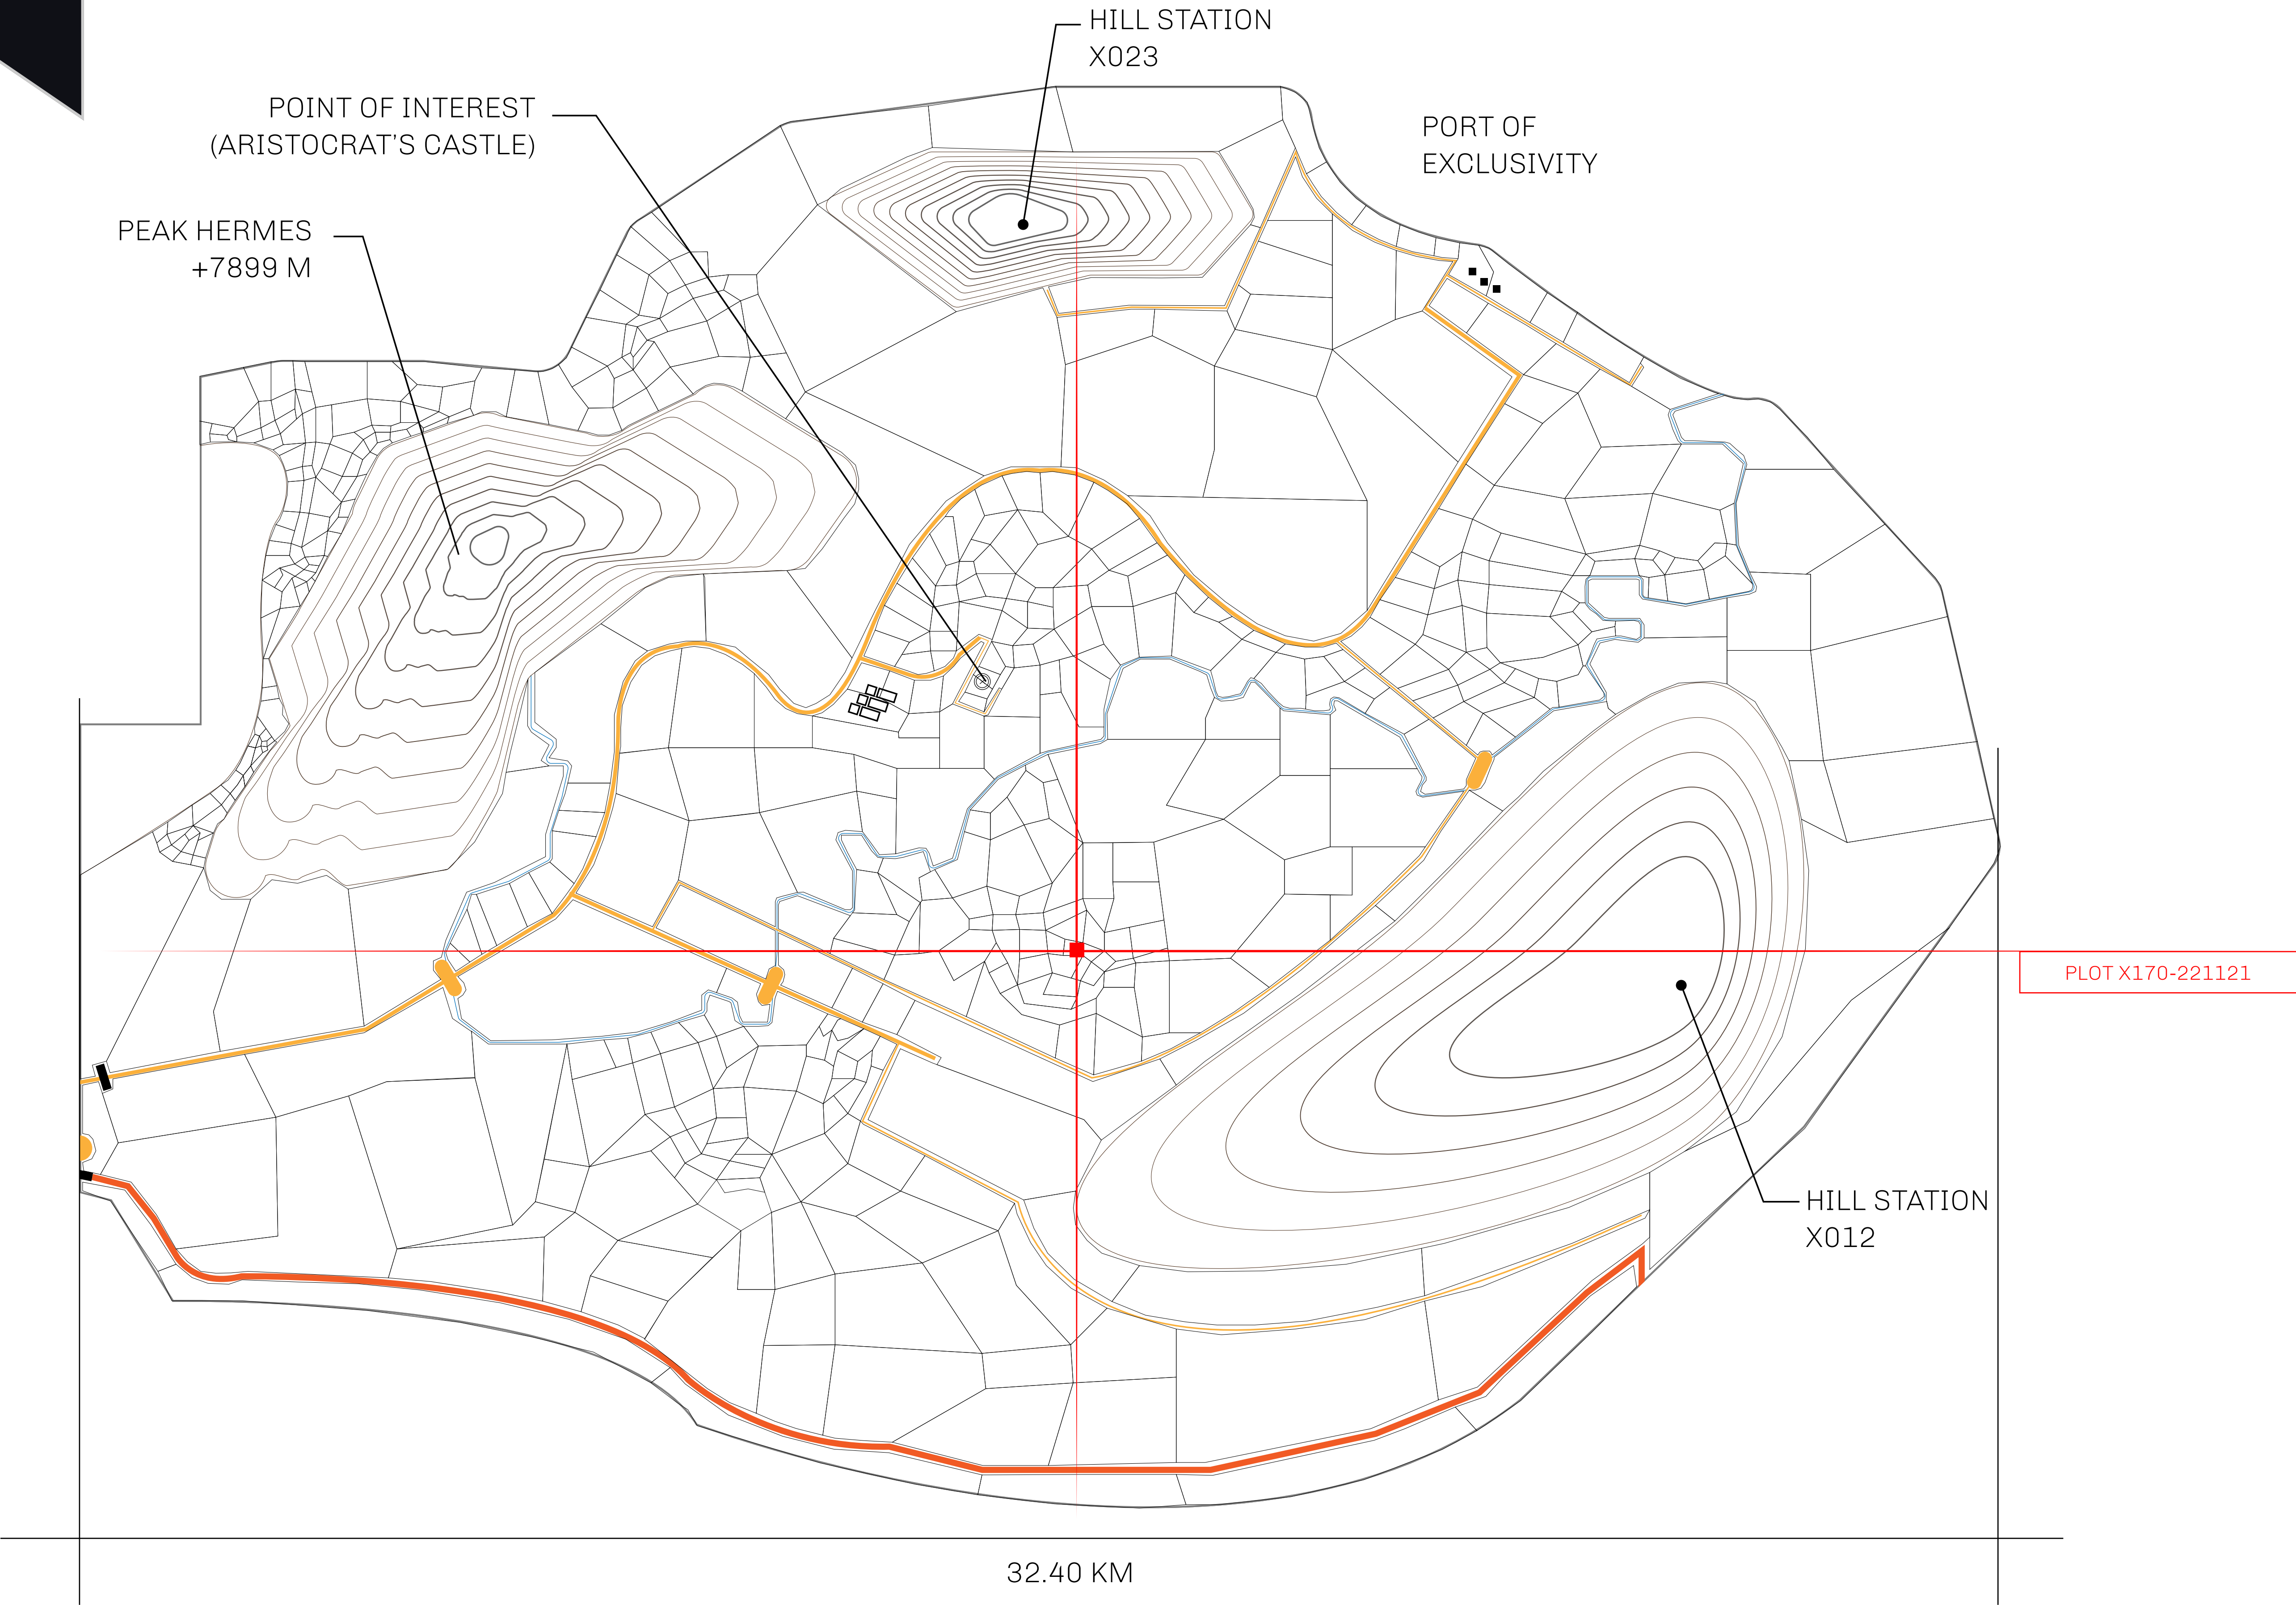 HILL STATION
X023
POINT OF INTEREST
(ARISTOCRAT'S CASTLE)
PORT OF
EXCLUSIVITY
PEAK HERMES
+7899 M
PLOT X170-221121
HILL STATION
X012
32.40 KM